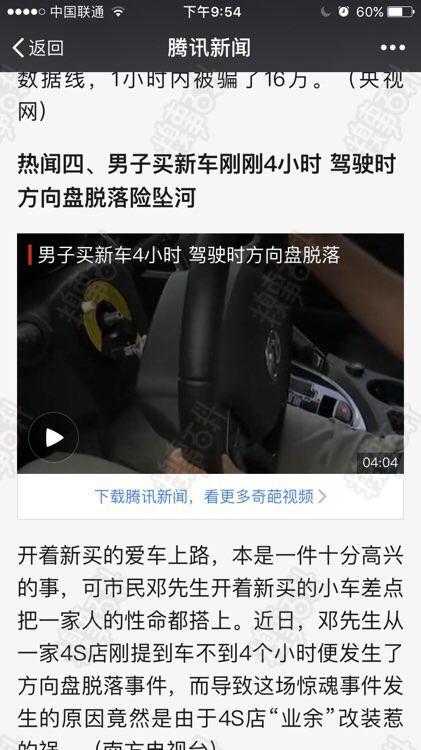 中国联通 下午9:54 60%
返回 腾讯新闻
数据线，1小时内被骗了16万。（央视
网）
热闻四、男子买新车刚刚4小时 驾驶时
方向盘脱落险坠河
男子买新车4小时 驾驶时方向盘脱落
04:04
下载腾讯新闻，看更多奇葩视频
开着新买的爱车上路，本是一件十分高兴
的事，可市民邓先生开着新买的小车差点
把一家人的性命都搭上。近日，邓先生从
一家4S店刚提到车不到4个小时便发生了
方向盘脱落事件，而导致这场惊魂事件发
生的原因竟然是由于4S店“业余”改装惹
的祸。（南方电视台）